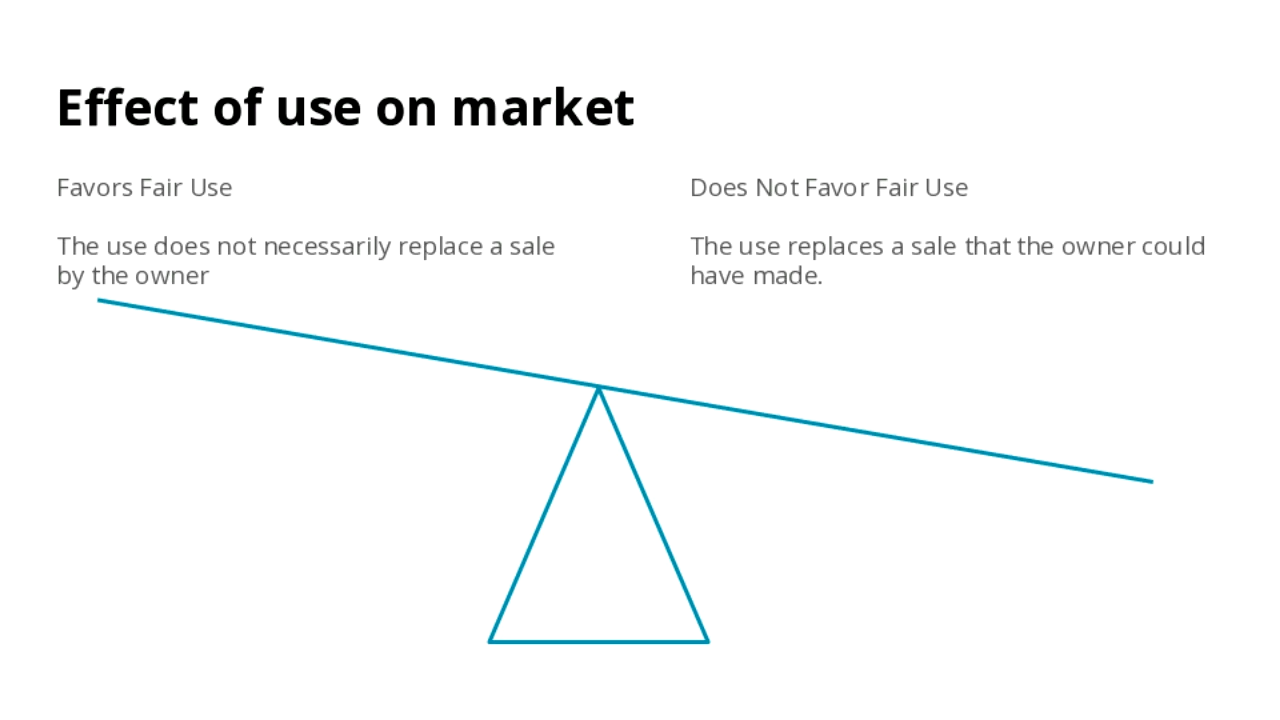 Effect of use on market
Favors Fair Use
The use does not necessarily replace a sale
by the owner
Does Not Favor Fair Use
The use replaces a sale that the owner could
have made.